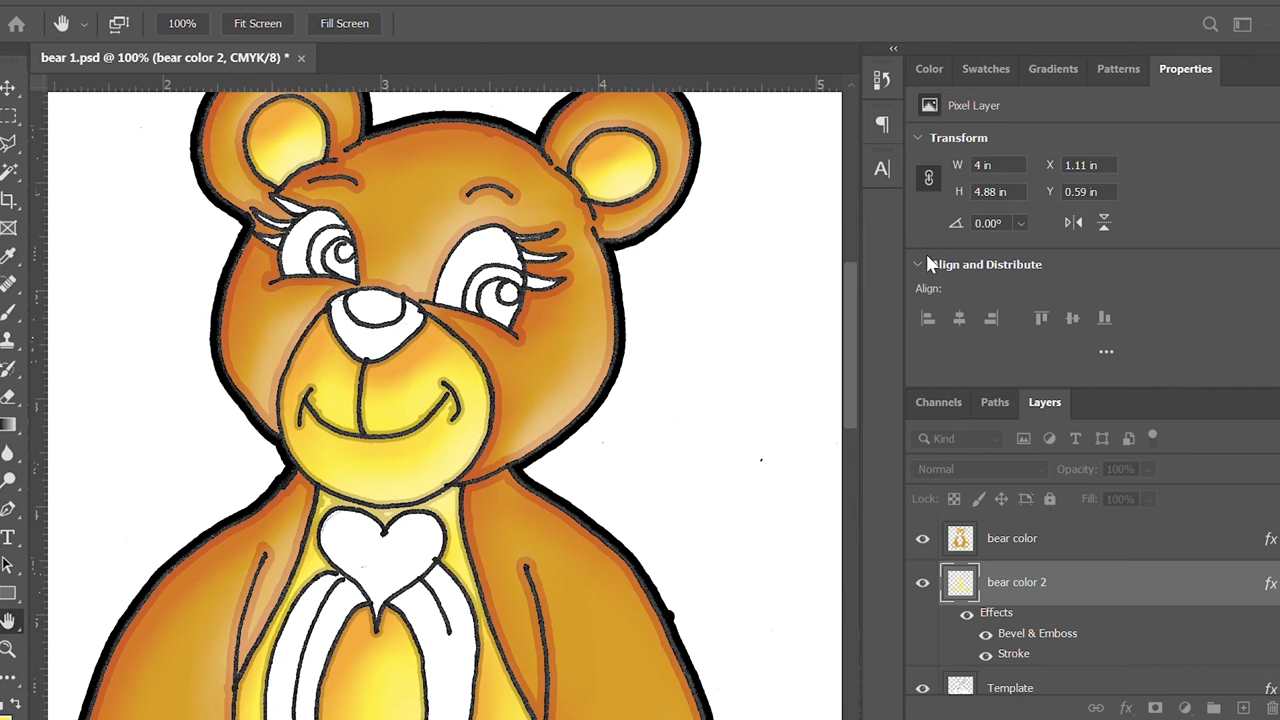 100% Fit Screen Fill Screen
bear 1.psd @ 100% (bear color 2, CMYK/8) * ×
2 3 4 5
Color Swatches Gradients Patterns Properties
Pixel Layer
Transform
W 4 in X 1.11 in
H 4.88 in Y 0.59 in
0.00°
Align and Distribute
Align:
Channels Paths Layers
Kind
Normal Opacity: 100%
Lock: Fill: 100%
bear color fx
bear color 2 fx
Effects
Bevel & Emboss
Stroke
Template